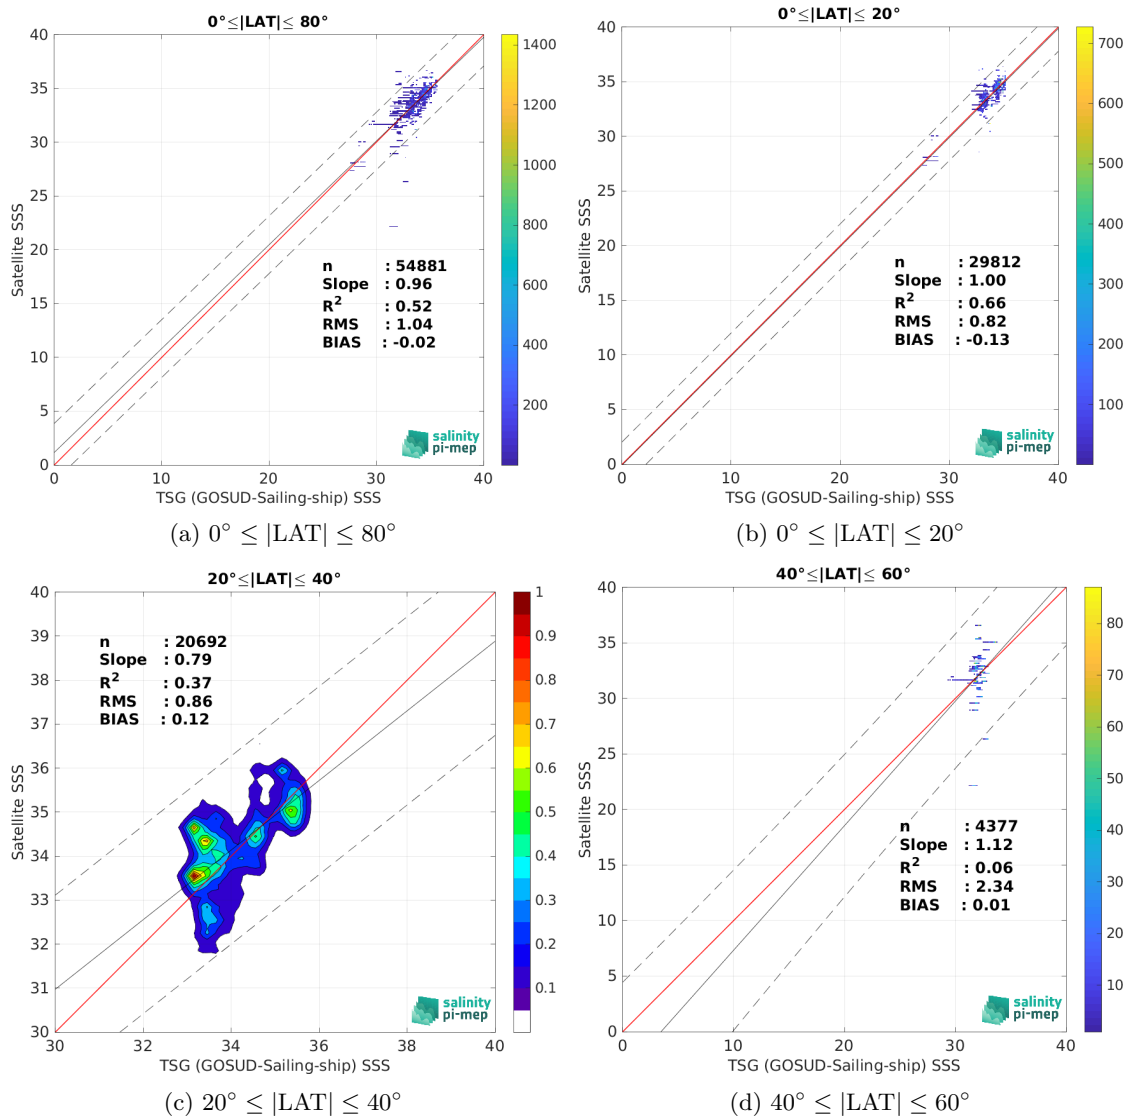 0°≤|LAT|≤ 80°
Satellite SSS
40
35
30
25
20
15
10
5
0
0 10 20 30 40
TSG (GOSUD-Sailing-ship) SSS
n : 54881
Slope : 0.96
R2 : 0.52
RMS : 1.04
BIAS : -0.02
salinity
pi-mep
1400
1200
1000
800
600
400
200
(a) 0° ≤ |LAT| ≤ 80°
0°≤|LAT|≤ 20°
Satellite SSS
40
35
30
25
20
15
10
5
0
0 10 20 30 40
TSG (GOSUD-Sailing-ship) SSS
n : 29812
Slope : 1.00
R2 : 0.66
RMS : 0.82
BIAS : -0.13
salinity
pi-mep
700
600
500
400
300
200
100
(b) 0° ≤ |LAT| ≤ 20°
20°≤|LAT|≤ 40°
Satellite SSS
40
39
38
37
36
35
34
33
32
31
30
30 32 34 36 38 40
TSG (GOSUD-Sailing-ship) SSS
n : 20692
Slope : 0.79
R2 : 0.37
RMS : 0.86
BIAS : 0.12
salinity
pi-mep
1
0.9
0.8
0.7
0.6
0.5
0.4
0.3
0.2
0.1
(c) 20° ≤ |LAT| ≤ 40°
40°≤|LAT|≤ 60°
Satellite SSS
40
35
30
25
20
15
10
5
0
0 10 20 30 40
TSG (GOSUD-Sailing-ship) SSS
n : 4377
Slope : 1.12
R2 : 0.06
RMS : 2.34
BIAS : 0.01
salinity
pi-mep
80
70
60
50
40
30
20
10
(d) 40° ≤ |LAT| ≤ 60°